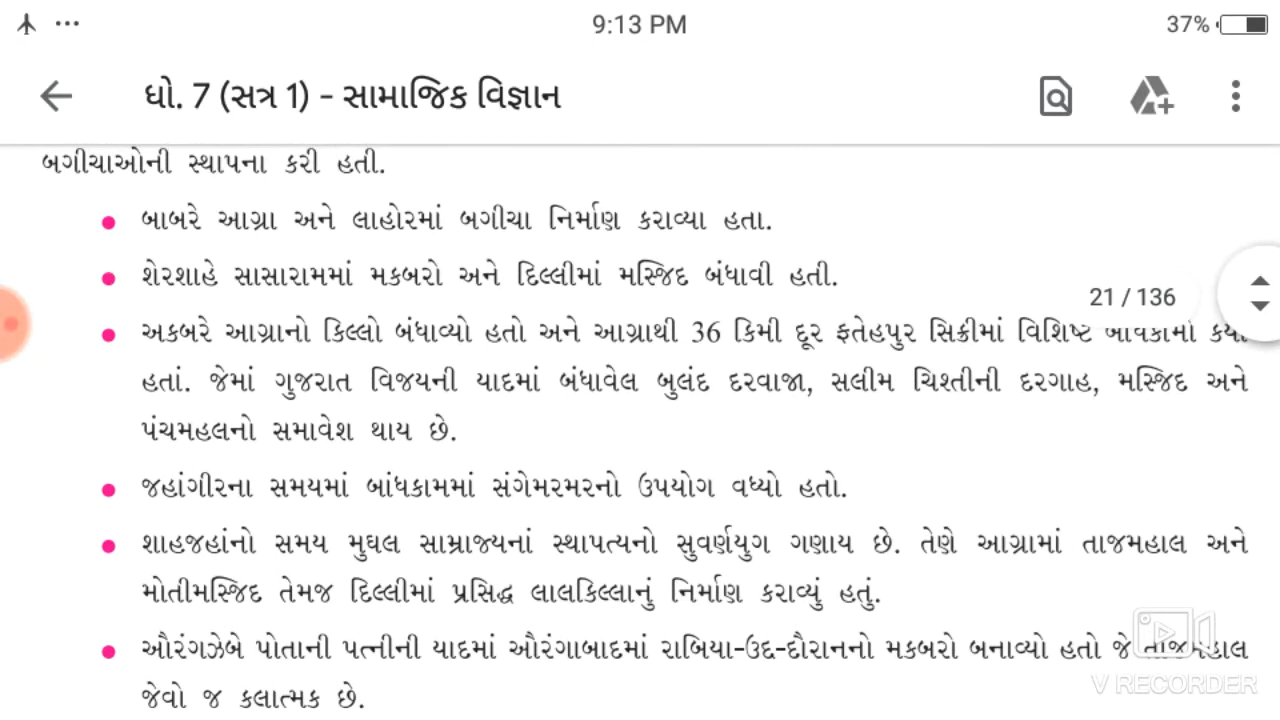 9:13 PM
37%
ધો. 7 (સત્ર 1) - સામાજિક વિજ્ઞાન
બગીચાઓની સ્થાપના કરી હતી.
બાબરે આગ્રા અને લાહોરમાં બગીચા નિર્માણ કરાવ્યા હતા.
શેરશાહે સાસારામમાં મકબરો અને દિલ્લીમાં મસ્જિદ બંધાવી હતી.
21 / 136
અકબરે આગ્રાનો કિલ્લો બંધાવ્યો હતો અને આગ્રાથી 36 કિમી દૂર ફતેહપુર સિક્રીમાં વિશિષ્ટ બાંધકામો કર્યાં
હતાં. જેમાં ગુજરાત વિજયની યાદમાં બંધાવેલ બુલંદ દરવાજા, સલીમ ચિશ્તીની દરગાહ, મસ્જિદ અને
પંચમહલનો સમાવેશ થાય છે.
જહાંગીરના સમયમાં બાંધકામમાં સંગેમરમરનો ઉપયોગ વધ્યો હતો.
શાહજહાંનો સમય મુઘલ સામ્રાજ્યનાં સ્થાપત્યનો સુવર્ણયુગ ગણાય છે. તેણે આગ્રામાં તાજમહાલ અને
મોતીમસ્જિદ તેમજ દિલ્લીમાં પ્રસિદ્ધ લાલકિલ્લાનું નિર્માણ કરાવ્યું હતું.
ઔરંગઝેબે પોતાની પત્નીની યાદમાં ઔરંગાબાદમાં રાબિયા-ઉદ-દૌરાનનો મકબરો બનાવ્યો હતો જે તાજમહાલ
જેવો જ કલાત્મક છે.
V RECORDER